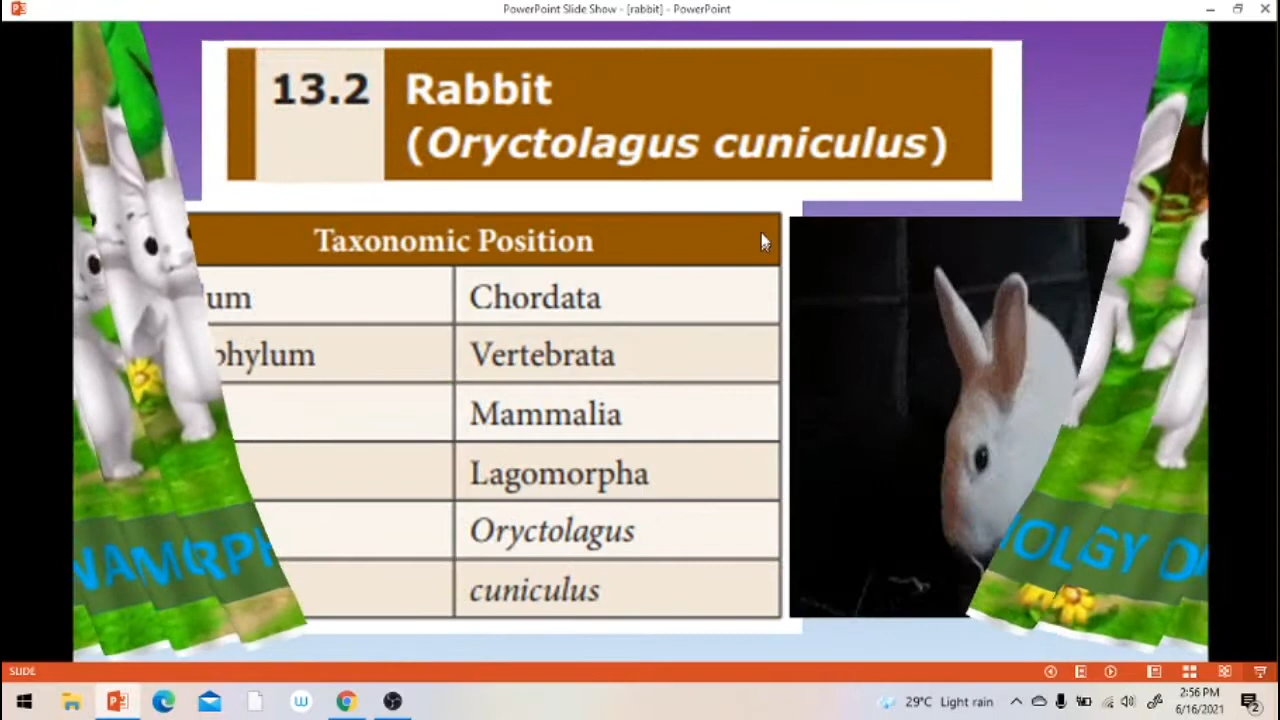 PowerPoint Slide Show - [rabbit] - PowerPoint
13.2 Rabbit
(Oryctolagus cuniculus)
Taxonomic Position
um Chordata
phylum Vertebrata
Mammalia
Lagomorpha
Oryctolagus
cuniculus
SLIDE
29°C Light rain
2:56 PM
6/16/2021
2